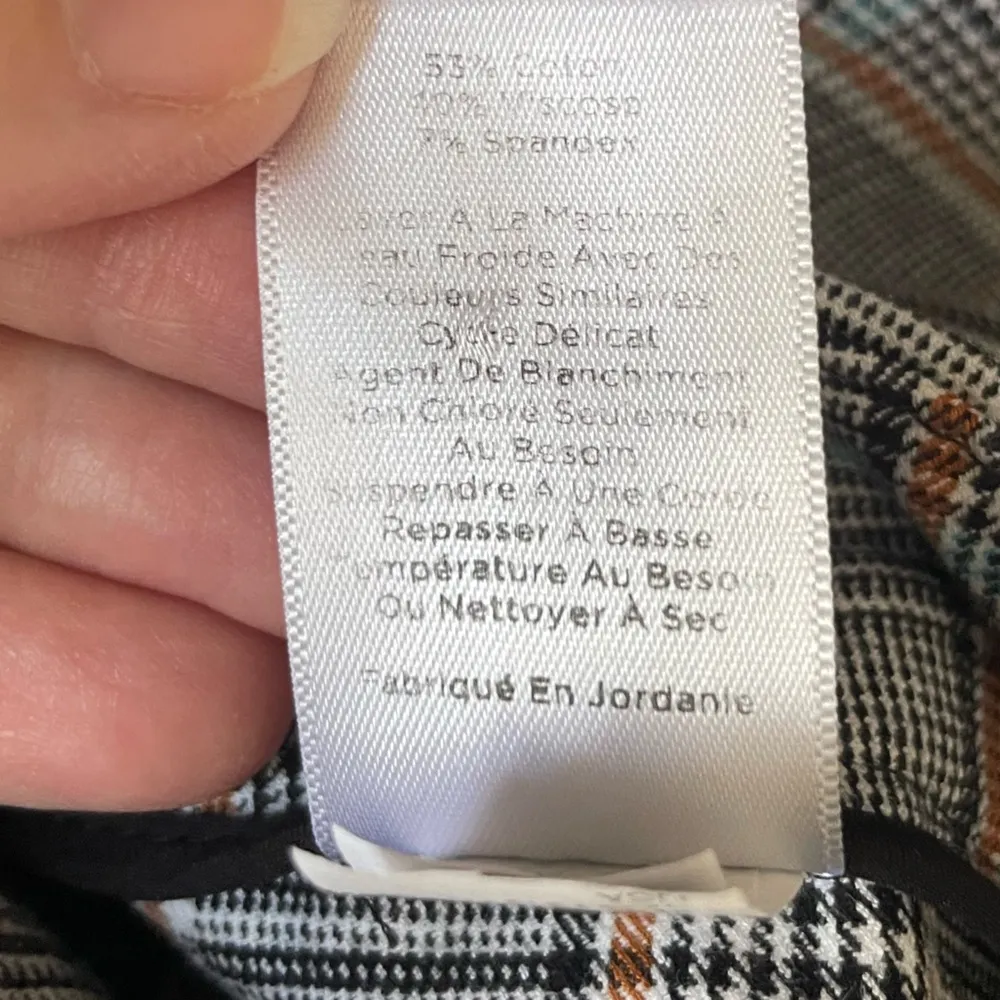 53% Coton
40% Viscose
7% Spandex
Laver A La Machine À
Eau Froide Avec Des
Couleurs Similaires
Cycle Délicat
Agent De Blanchiment
Non Chloré Seulement
Au Besoin
Suspendre À Une Corde
Repasser À Basse
Température Au Besoin
Ou Nettoyer À Sec
Fabriqué En Jordanie